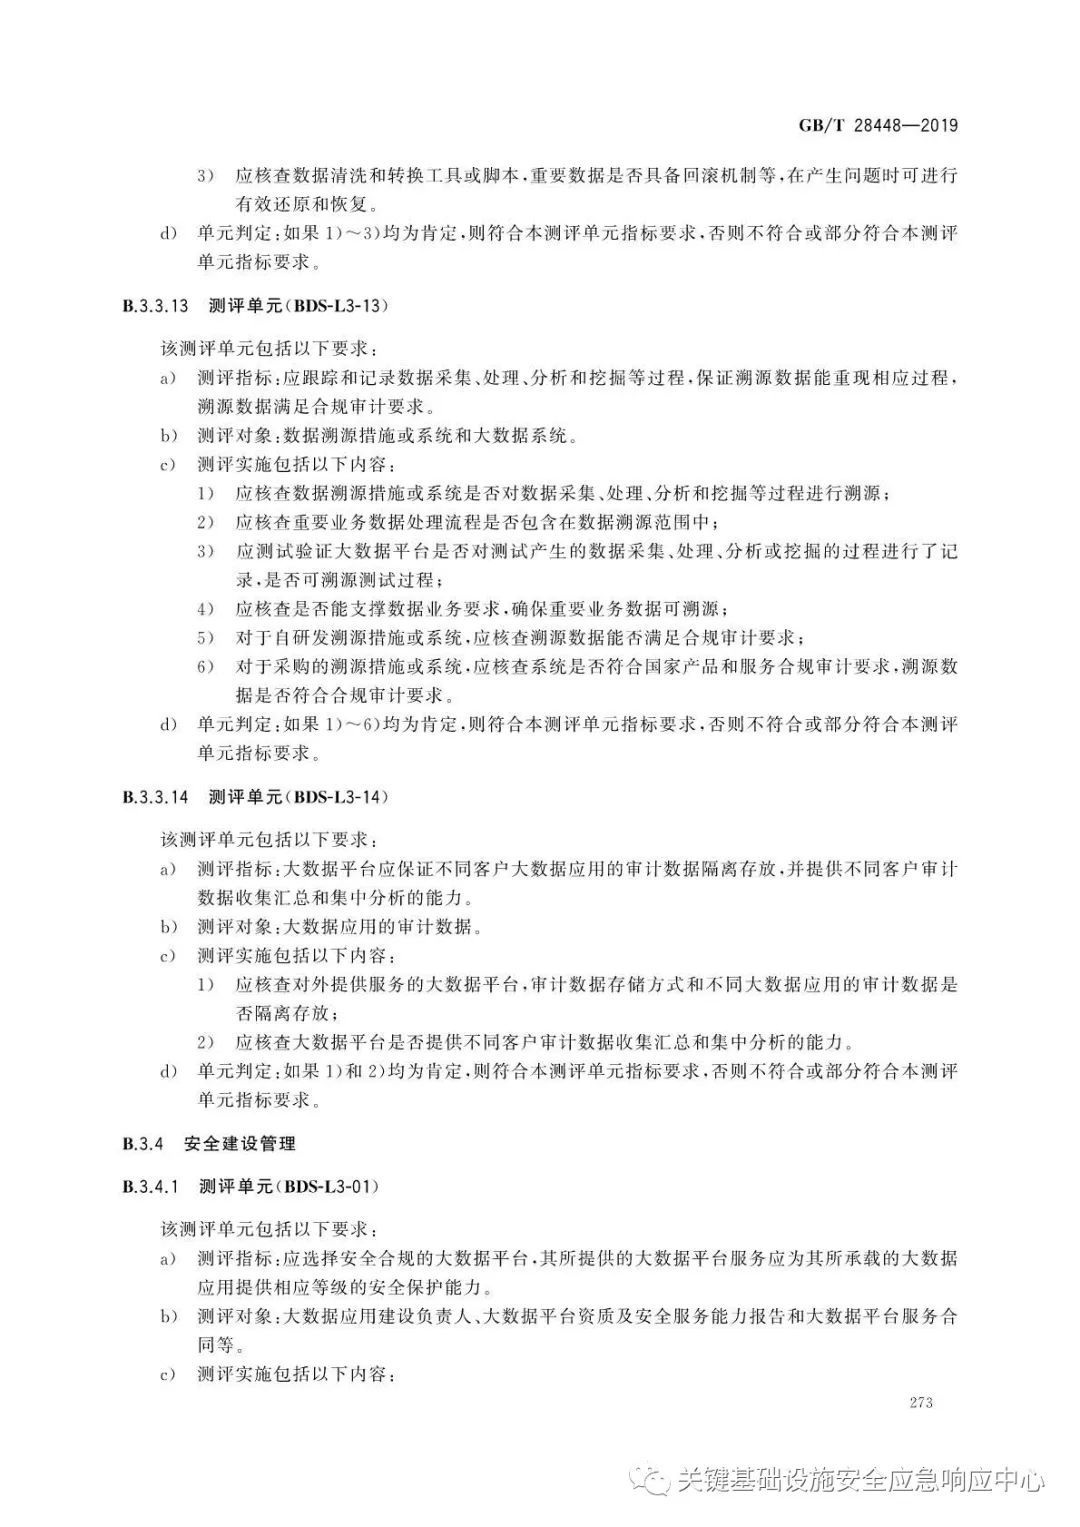 GB/T 28448—2019
3) 应核查数据清洗和转换工具或脚本,重要数据是否具备回滚机制等,在产生问题时可进行
有效还原和恢复。
d) 单元判定:如果 1)～3)均为肯定,则符合本测评单元指标要求,否则不符合或部分符合本测评
单元指标要求。
B.3.3.13 测评单元(BDS-L3-13)
该测评单元包括以下要求:
a) 测评指标:应跟踪和记录数据采集、处理、分析和挖掘等过程,保证溯源数据能重现相应过程,
溯源数据满足合规审计要求。
b) 测评对象:数据溯源措施或系统和大数据系统。
c) 测评实施包括以下内容:
1) 应核查数据溯源措施或系统是否对数据采集、处理、分析和挖掘等过程进行溯源;
2) 应核查重要业务数据处理流程是否包含在数据溯源范围中;
3) 应测试验证大数据平台是否对测试产生的数据采集、处理、分析或挖掘的过程进行了记
录,是否可溯源测试过程;
4) 应核查是否能支撑数据业务要求,确保重要业务数据可溯源;
5) 对于自研发溯源措施或系统,应核查溯源数据能否满足合规审计要求;
6) 对于采购的溯源措施或系统,应核查系统是否符合国家产品和服务合规审计要求,溯源数
据是否符合合规审计要求。
d) 单元判定:如果 1)～6)均为肯定,则符合本测评单元指标要求,否则不符合或部分符合本测评
单元指标要求。
B.3.3.14 测评单元(BDS-L3-14)
该测评单元包括以下要求:
a) 测评指标:大数据平台应保证不同客户大数据应用的审计数据隔离存放,并提供不同客户审计
数据收集汇总和集中分析的能力。
b) 测评对象:大数据应用的审计数据。
c) 测评实施包括以下内容:
1) 应核查对外提供服务的大数据平台,审计数据存储方式和不同大数据应用的审计数据是
否隔离存放;
2) 应核查大数据平台是否提供不同客户审计数据收集汇总和集中分析的能力。
d) 单元判定:如果 1)和 2)均为肯定,则符合本测评单元指标要求,否则不符合或部分符合本测评
单元指标要求。
B.3.4 安全建设管理
B.3.4.1 测评单元(BDS-L3-01)
该测评单元包括以下要求:
a) 测评指标:应选择安全合规的大数据平台,其所提供的大数据平台服务应为其所承载的大数据
应用提供相应等级的安全保护能力。
b) 测评对象:大数据应用建设负责人、大数据平台资质及安全服务能力报告和大数据平台服务合
同等。
c) 测评实施包括以下内容:
273
关键基础设施安全应急响应中心